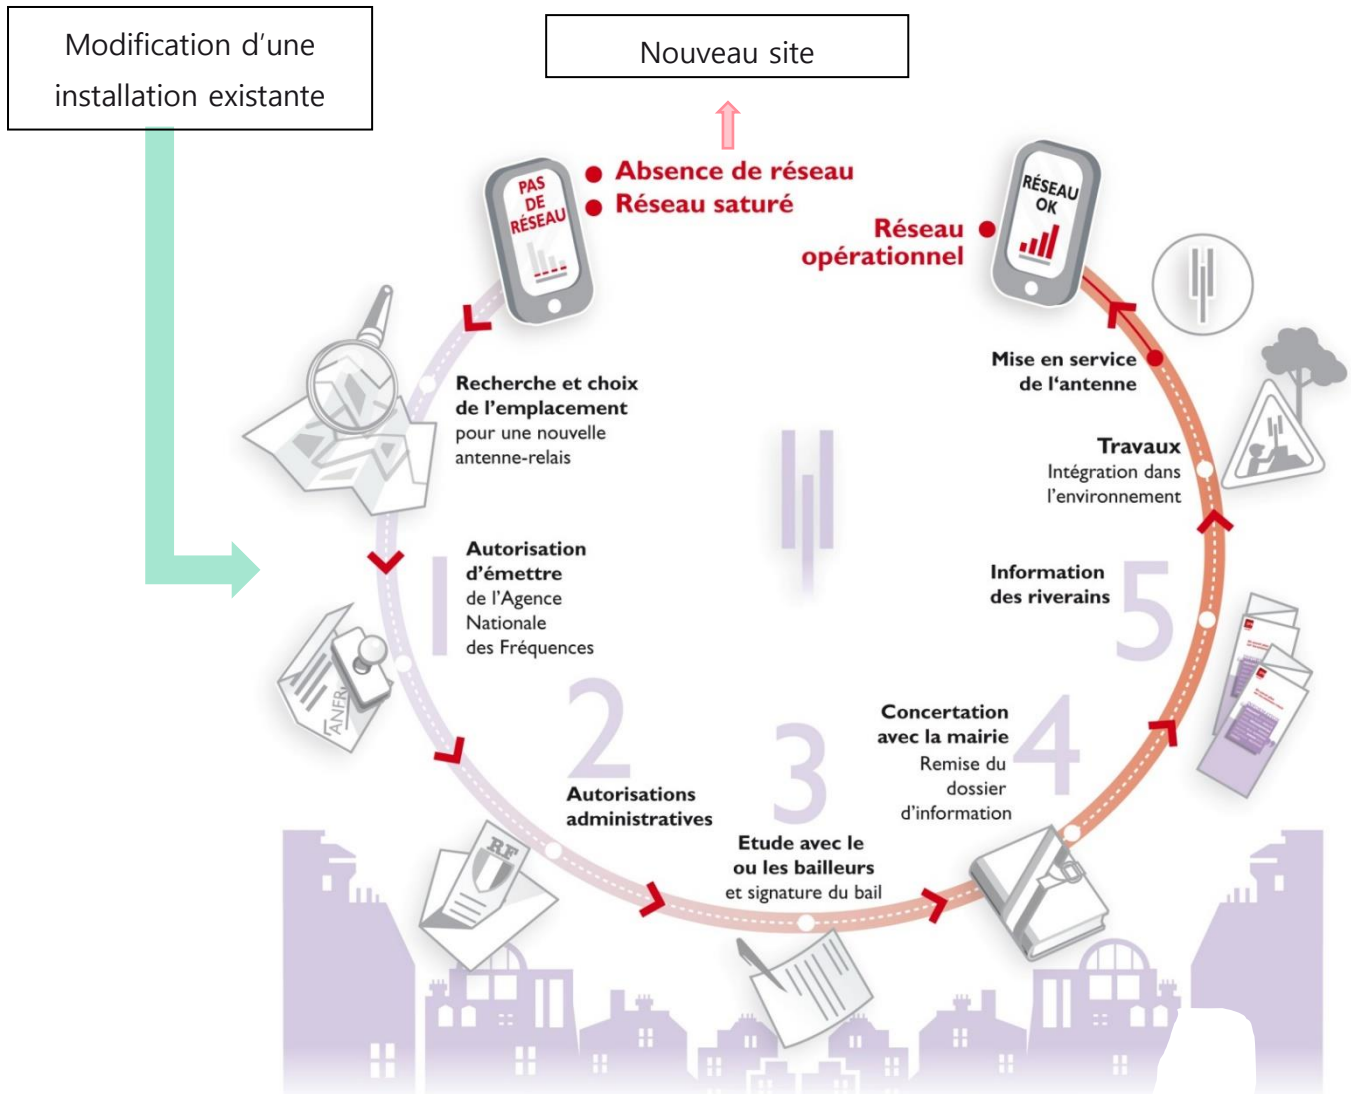 Modification d’une
installation existante
Nouveau site
PAS
DE
RÉSEAU
Absence de réseau
Réseau saturé
Réseau
opérationnel
RÉSEAU
OK
Recherche et choix
de l’emplacement
pour une nouvelle
antenne-relais
1
Autorisation
d’émettre
de l’Agence
Nationale
des Fréquences
ANFR
2
Autorisations
administratives
RF
3
Etude avec le
ou les bailleurs
et signature du bail
4
Concertation
avec la mairie
Remise du
dossier
d’information
5
Information
des riverains
Travaux
Intégration dans
l’environnement
Mise en service
de l‘antenne